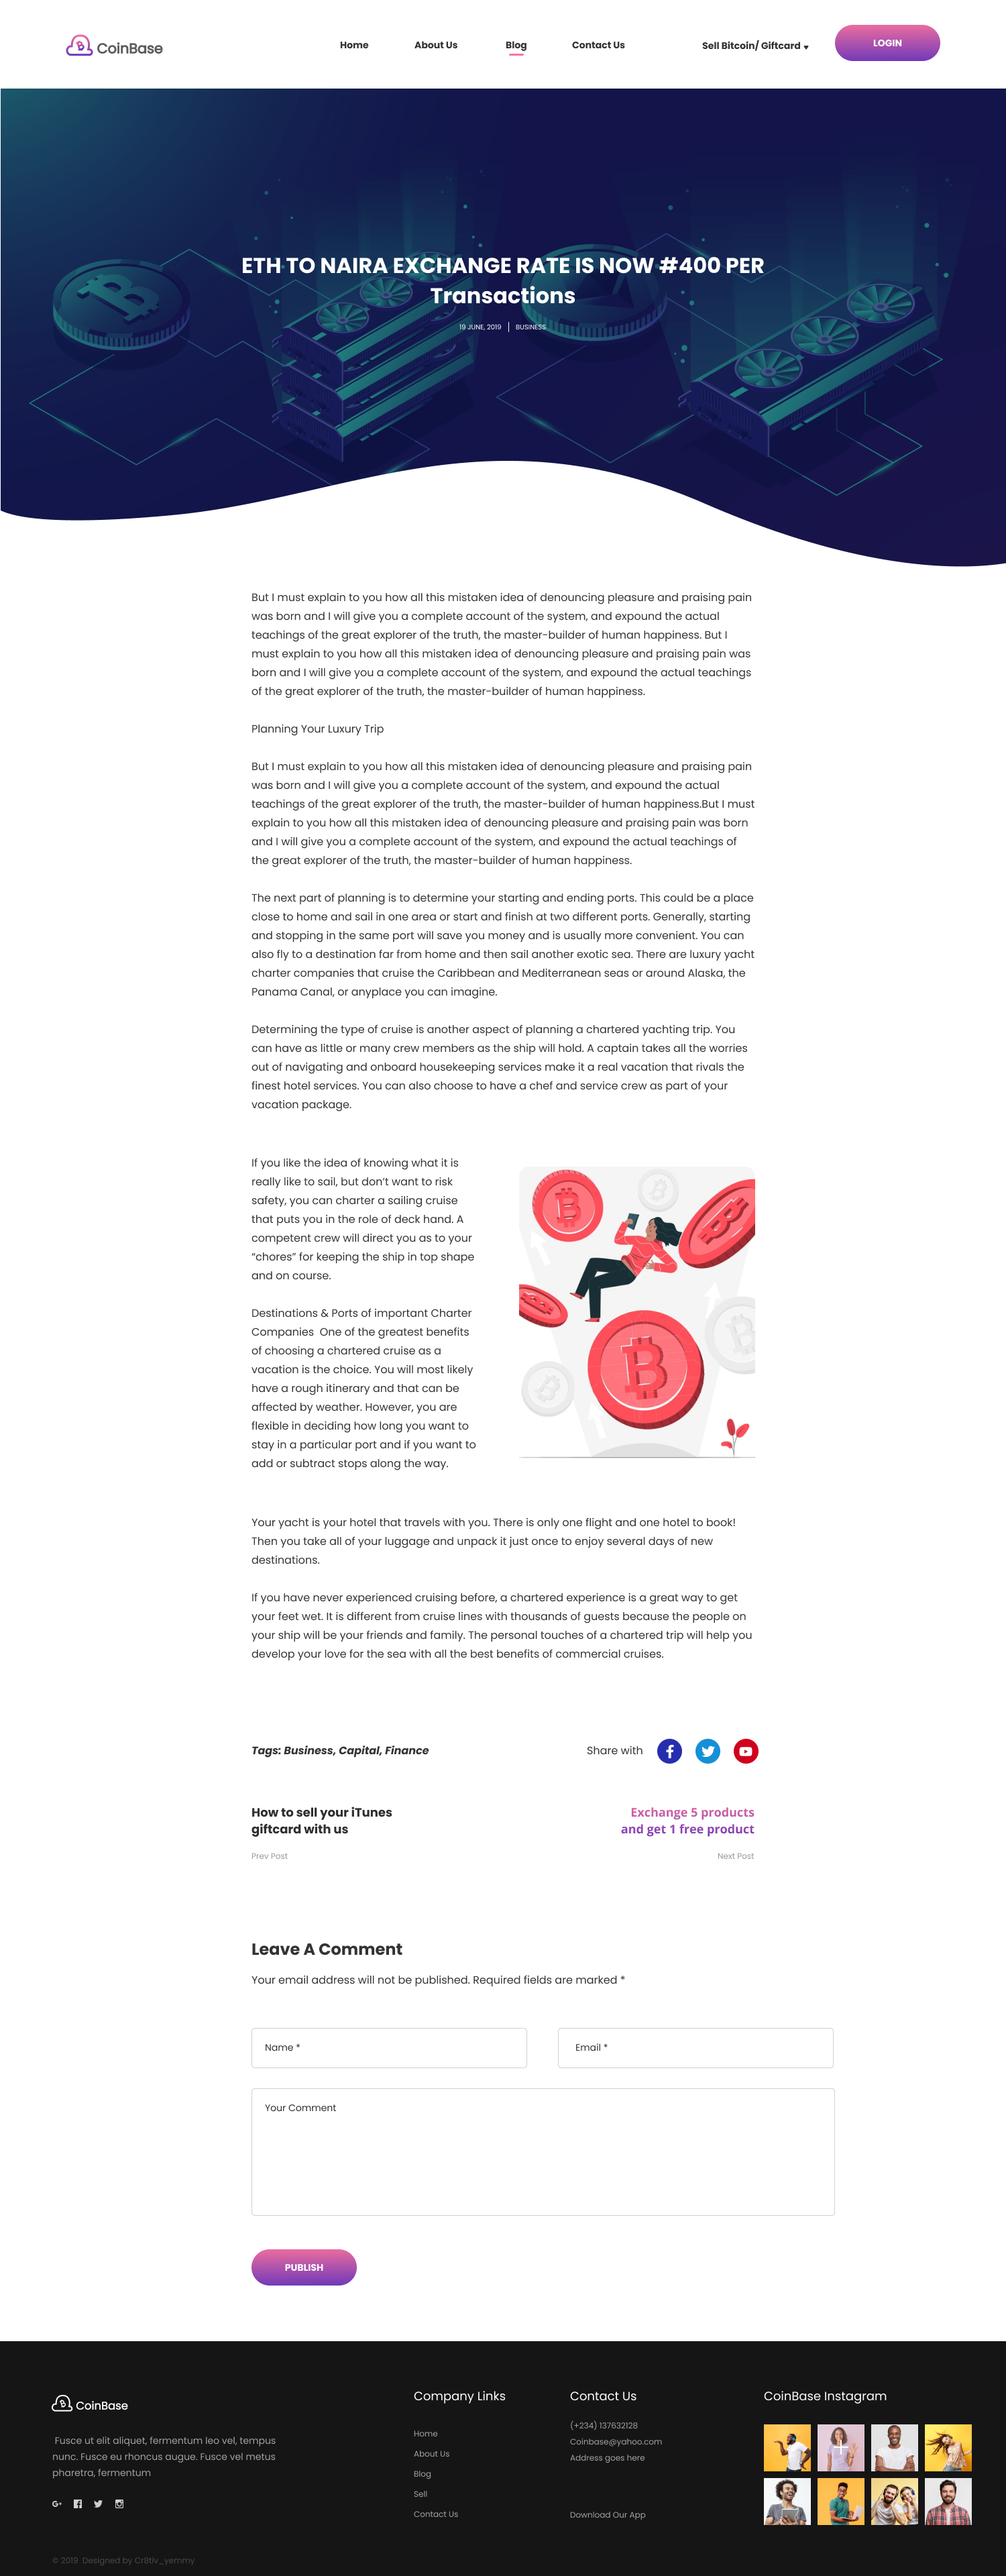 CoinBase
Home
About Us
Blog
Contact Us
Sell Bitcoin/ Giftcard
LOGIN
ETH TO NAIRA EXCHANGE RATE IS NOW #400 PER
Transactions
19 JUNE, 2019
BUSINESS
But I must explain to you how all this mistaken idea of denouncing pleasure and praising pain
was born and I will give you a complete account of the system, and expound the actual
teachings of the great explorer of the truth, the master-builder of human happiness. But I
must explain to you how all this mistaken idea of denouncing pleasure and praising pain was
born and I will give you a complete account of the system, and expound the actual teachings
of the great explorer of the truth, the master-builder of human happiness.
Planning Your Luxury Trip
But I must explain to you how all this mistaken idea of denouncing pleasure and praising pain
was born and I will give you a complete account of the system, and expound the actual
teachings of the great explorer of the truth, the master-builder of human happiness.But I must
explain to you how all this mistaken idea of denouncing pleasure and praising pain was born
and I will give you a complete account of the system, and expound the actual teachings of
the great explorer of the truth, the master-builder of human happiness.
The next part of planning is to determine your starting and ending ports. This could be a place
close to home and sail in one area or start and finish at two different ports. Generally, starting
and stopping in the same port will save you money and is usually more convenient. You can
also fly to a destination far from home and then sail another exotic sea. There are luxury yacht
charter companies that cruise the Caribbean and Mediterranean seas or around Alaska, the
Panama Canal, or anyplace you can imagine.
Determining the type of cruise is another aspect of planning a chartered yachting trip. You
can have as little or many crew members as the ship will hold. A captain takes all the worries
out of navigating and onboard housekeeping services make it a real vacation that rivals the
finest hotel services. You can also choose to have a chef and service crew as part of your
vacation package.
If you like the idea of knowing what it is
really like to sail, but don't want to risk
safety, you can charter a sailing cruise
that puts you in the role of deck hand. A
competent crew will direct you as to your
“chores” for keeping the ship in top shape
and on course.
Destinations & Ports of important Charter
Companies  One of the greatest benefits
of choosing a chartered cruise as a
vacation is the choice. You will most likely
have a rough itinerary and that can be
affected by weather. However, you are
flexible in deciding how long you want to
stay in a particular port and if you want to
add or subtract stops along the way.
Your yacht is your hotel that travels with you. There is only one flight and one hotel to book!
Then you take all of your luggage and unpack it just once to enjoy several days of new
destinations.
If you have never experienced cruising before, a chartered experience is a great way to get
your feet wet. It is different from cruise lines with thousands of guests because the people on
your ship will be your friends and family. The personal touches of a chartered trip will help you
develop your love for the sea with all the best benefits of commercial cruises.
Tags: Business, Capital, Finance
Share with
How to sell your iTunes
giftcard with us
Prev Post
Exchange 5 products
and get 1 free product
Next Post
Leave A Comment
Your email address will not be published. Required fields are marked *
Name *
Email *
Your Comment
PUBLISH
CoinBase
Fusce ut elit aliquet, fermentum leo vel, tempus
nunc. Fusce eu rhoncus augue. Fusce vel metus
pharetra, fermentum
Company Links
Home
About Us
Blog
Sell
Contact Us
Contact Us
(+234) 137632128
Coinbase@yahoo.com
Address goes here
Download Our App
CoinBase Instagram
© 2019  Designed by Cr8tiv_yemmy